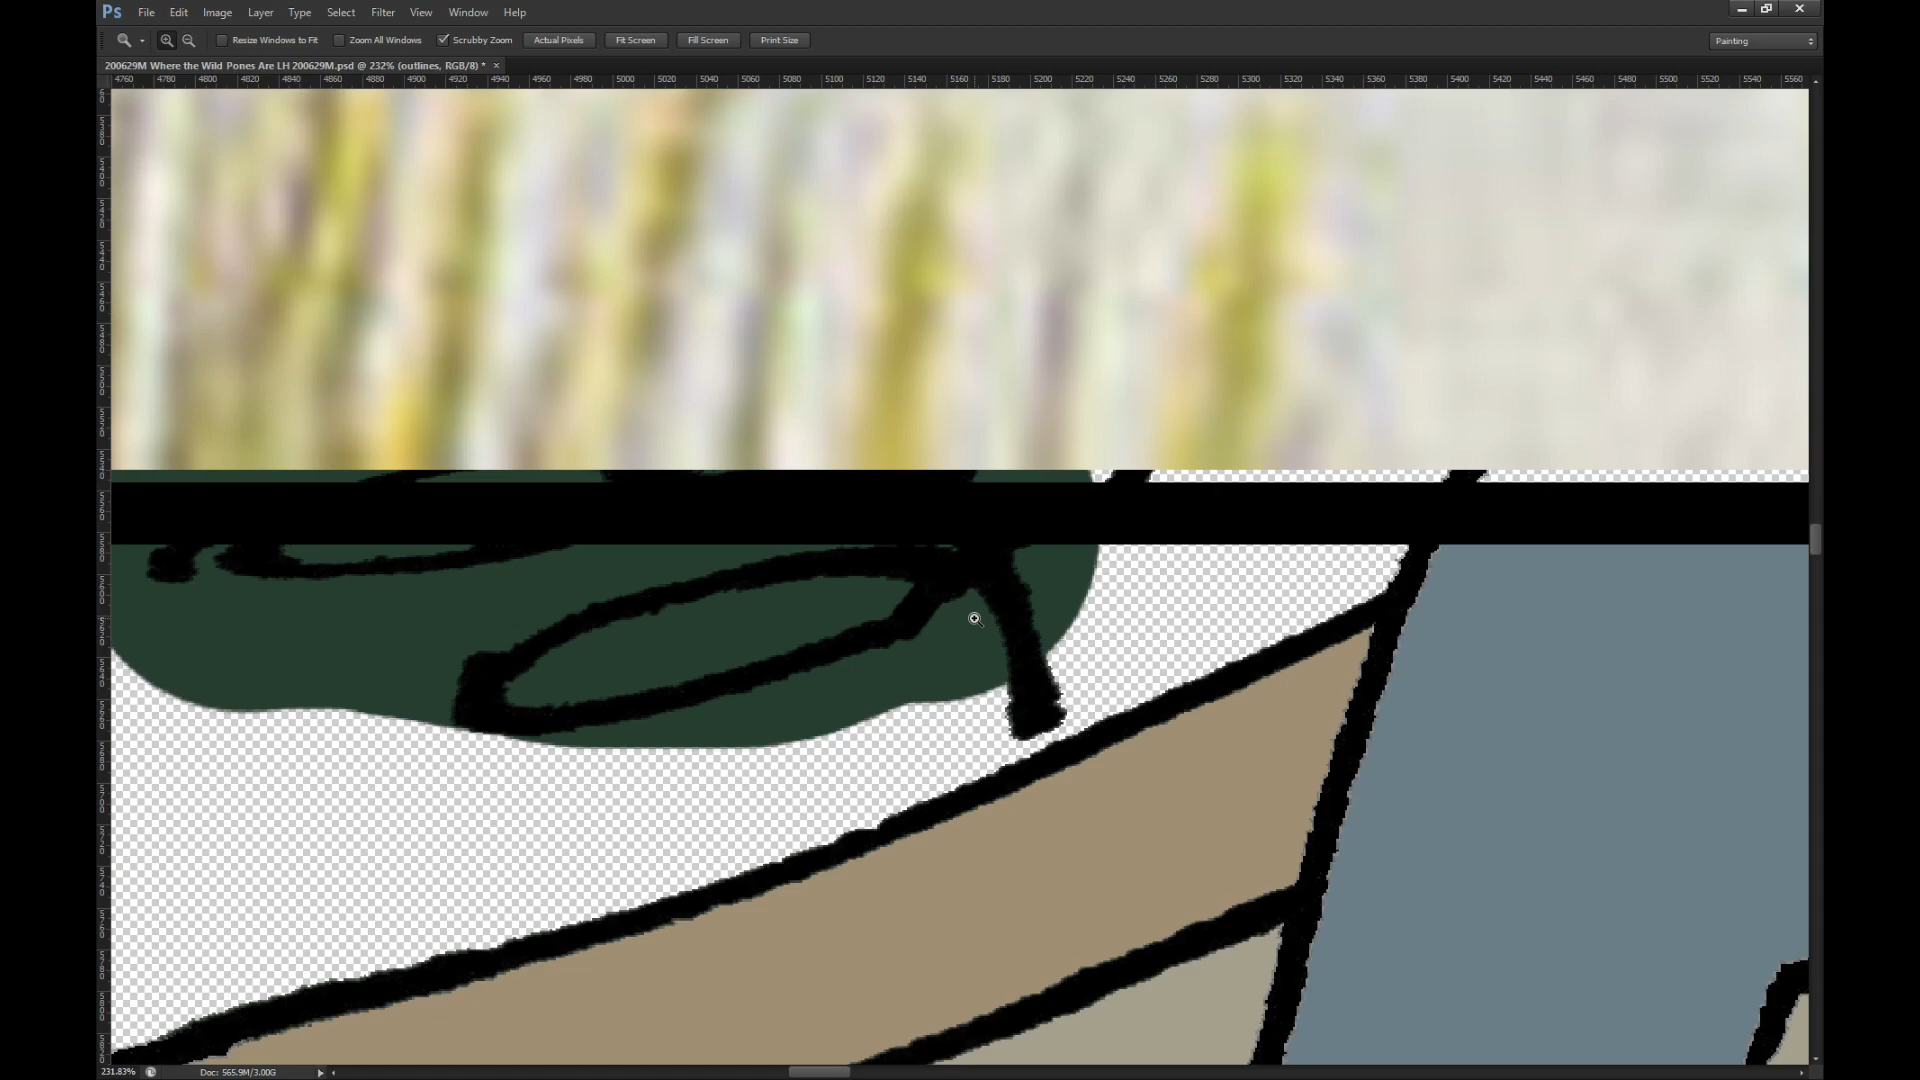 Ps File Edit Image Layer Type Select Filter View Window Help
Resize Windows to Fit Zoom All Windows Scrubby Zoom Actual Pixels Fit Screen Fill Screen Print Size Painting
200629M Where the Wild Pones Are LH 200629M.psd @ 232% (outlines, RGB/8) * ×
4760 4780 4800 4820 4840 4860 4880 4900 4920 4940 4960 4980 5000 5020 5040 5060 5080 5100 5120 5140 5160 5180 5200 5220 5240 5260 5280 5300 5320 5340 5360 5380 5400 5420 5440 5460 5480 5500 5520 5540 5560
231.83% Doc: 565.9M/3.00G